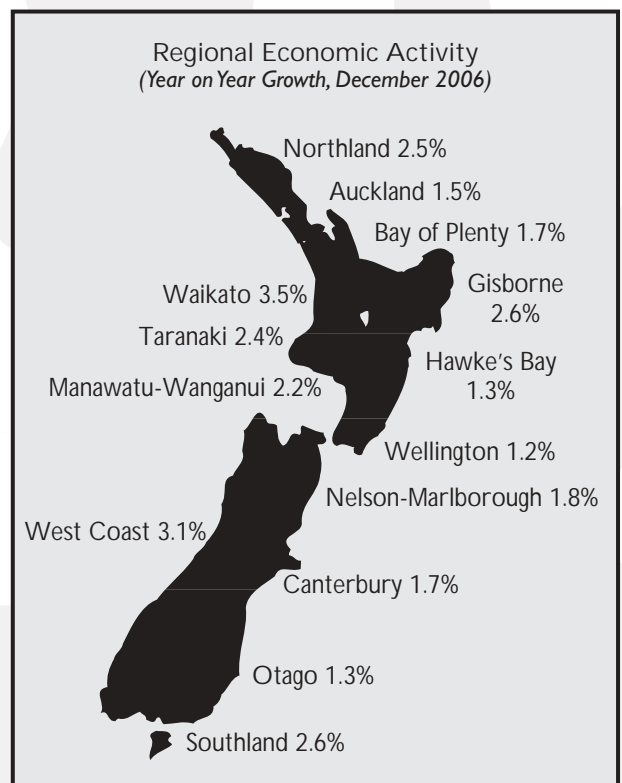 Regional Economic Activity
(Year on Year Growth, December 2006)
Northland 2.5%
Auckland 1.5%
Bay of Plenty 1.7%
Gisborne
2.6%
Waikato 3.5%
Taranaki 2.4%
Hawke's Bay
1.3%
Manawatu-Wanganui 2.2%
Wellington 1.2%
Nelson-Marlborough 1.8%
West Coast 3.1%
Canterbury 1.7%
Otago 1.3%
Southland 2.6%